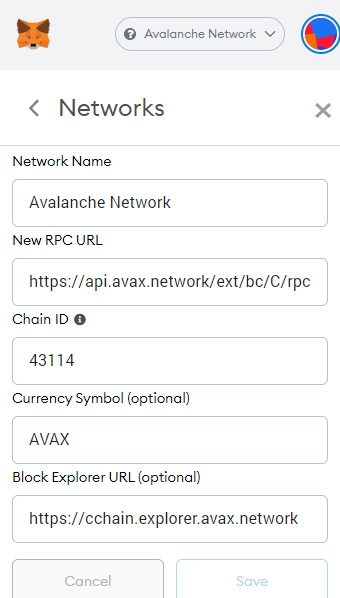 Avalanche Network
Networks
Network Name
Avalanche Network
New RPC URL
https://api.avax.network/ext/bc/C/rpc
Chain ID
43114
Currency Symbol (optional)
AVAX
Block Explorer URL (optional)
https://cchain.explorer.avax.network
Cancel
Save